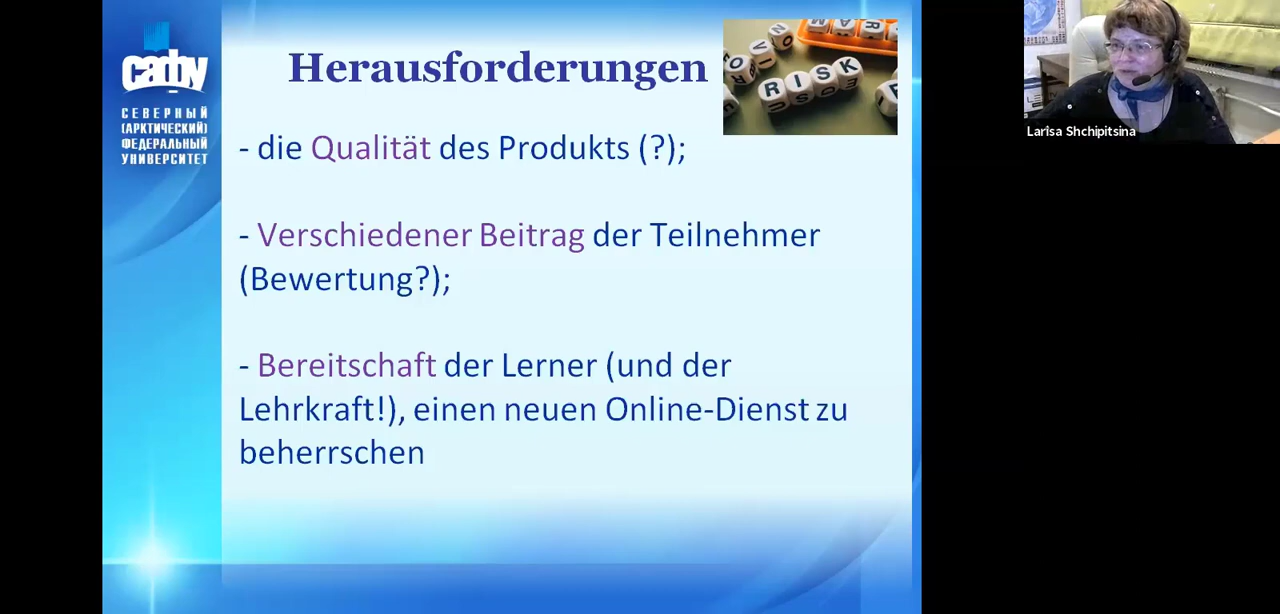 сафу
СЕВЕРНЫЙ
(АРКТИЧЕСКИЙ)
ФЕДЕРАЛЬНЫЙ
УНИВЕРСИТЕТ
Herausforderungen
RISK
Larisa Shchipitsina
- die Qualität des Produkts (?);
- Verschiedener Beitrag der Teilnehmer
(Bewertung?);
- Bereitschaft der Lerner (und der
Lehrkraft!), einen neuen Online-Dienst zu
beherrschen